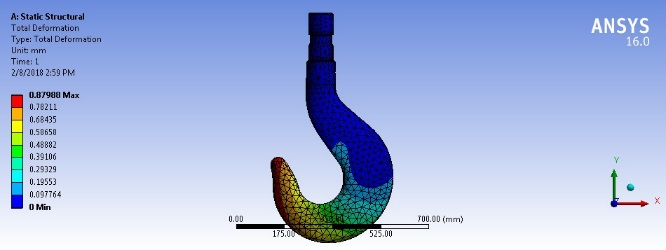 A: Static Structural
Total Deformation
Type: Total Deformation
Unit: mm
Time: 1
2/8/2018 2:59 PM
0.87988 Max
0.78211
0.68435
0.58658
0.48882
0.39106
0.29329
0.19553
0.097764
0 Min
ANSYS
16.0
Y
X
0.00
700.00 (mm)
175.00
525.00